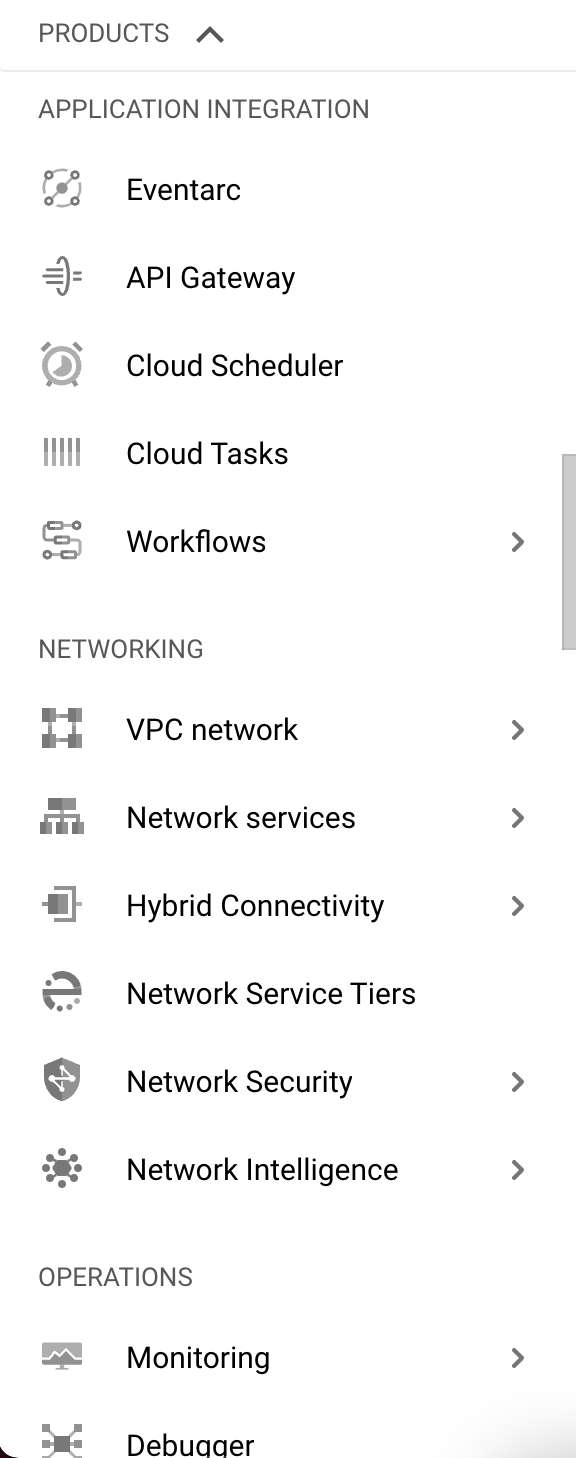 PRODUCTS
APPLICATION INTEGRATION
Eventarc
API Gateway
Cloud Scheduler
Cloud Tasks
Workflows
NETWORKING
VPC network
Network services
Hybrid Connectivity
Network Service Tiers
Network Security
Network Intelligence
OPERATIONS
Monitoring
Debugger